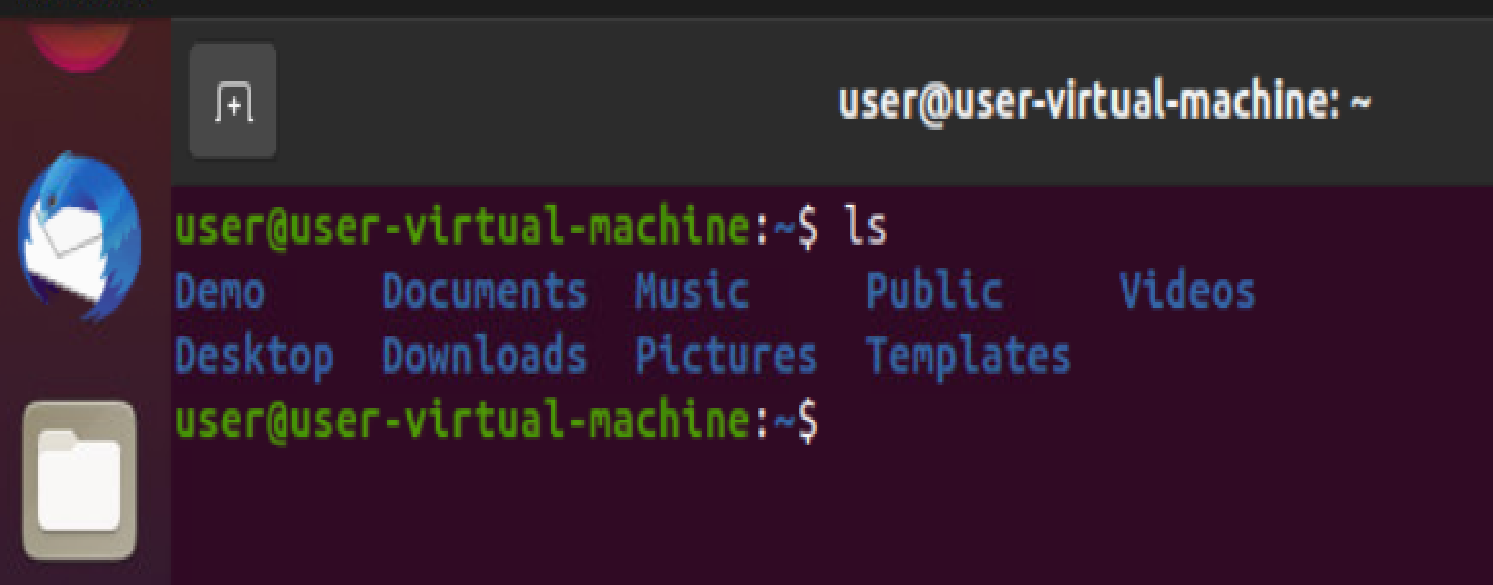 user@user-virtual-machine: ~
user@user-virtual-machine:~$ ls
Demo Documents Music Public Videos
Desktop Downloads Pictures Templates
user@user-virtual-machine:~$